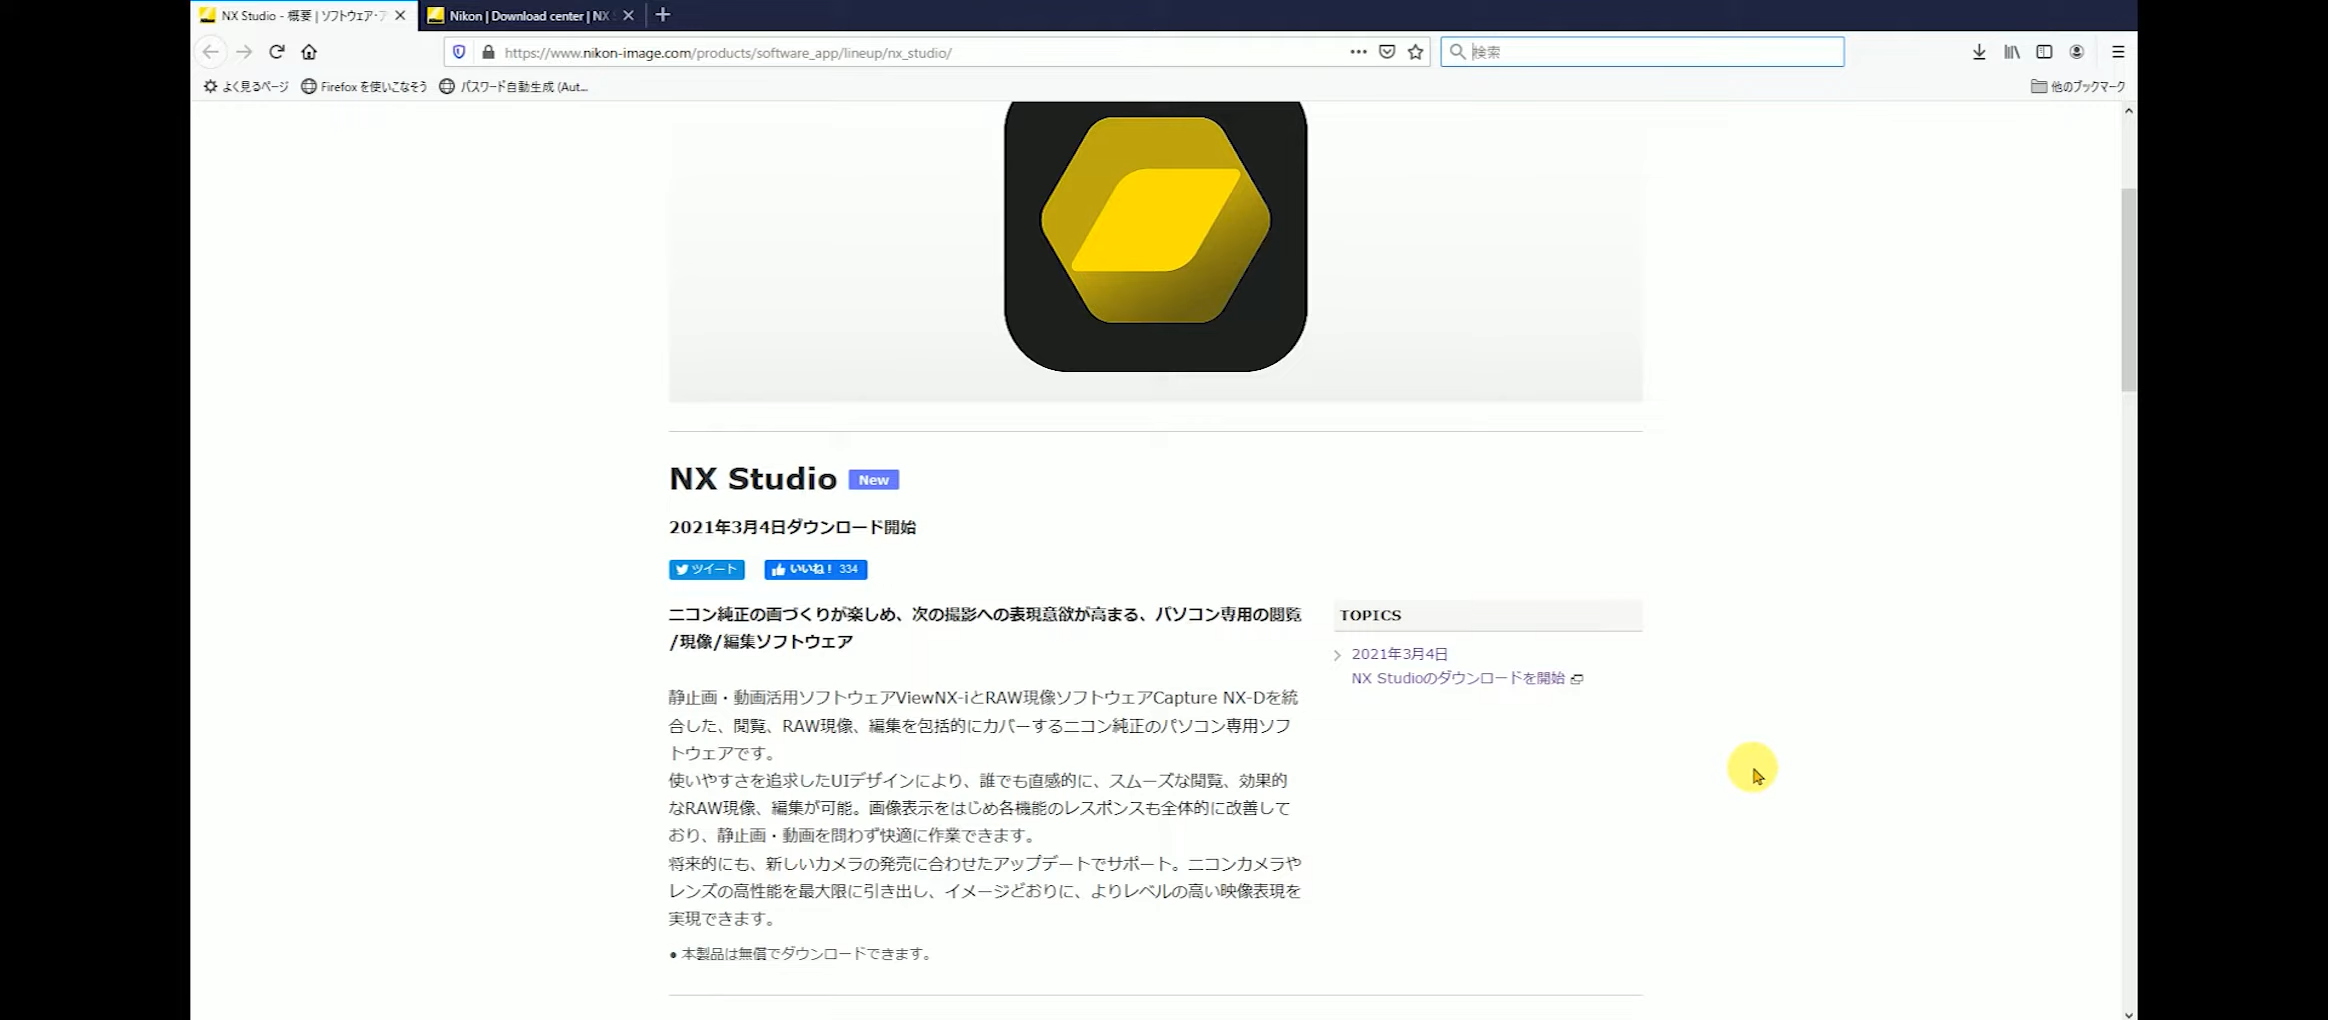 NX Studio - 概要 | ソフトウェア・ア
Nikon | Download center | NX S
https://www.nikon-image.com/products/software_app/lineup/nx_studio/
検索
よく見るページ
Firefox を使いこなそう
パスワード自動生成 (Aut...
他のブックマーク
NX Studio New
2021年3月4日ダウンロード開始
ツイート いいね! 334
ニコン純正の画づくりが楽しめ、次の撮影への表現意欲が高まる、パソコン専用の閲覧
/現像/編集ソフトウェア
静止画・動画活用ソフトウェアViewNX-iとRAW現像ソフトウェアCapture NX-Dを統
合した、閲覧、RAW現像、編集を包括的にカバーするニコン純正のパソコン専用ソフ
トウェアです。
使いやすさを追求したUIデザインにより、誰でも直感的に、スムーズな閲覧、効果的
なRAW現像、編集が可能。画像表示をはじめ各機能のレスポンスも全体的に改善して
おり、静止画・動画を問わず快適に作業できます。
将来的にも、新しいカメラの発売に合わせたアップデートでサポート。ニコンカメラや
レンズの高性能を最大限に引き出し、イメージどおりに、よりレベルの高い映像表現を
実現できます。
● 本製品は無償でダウンロードできます。
TOPICS
2021年3月4日
NX Studioのダウンロードを開始